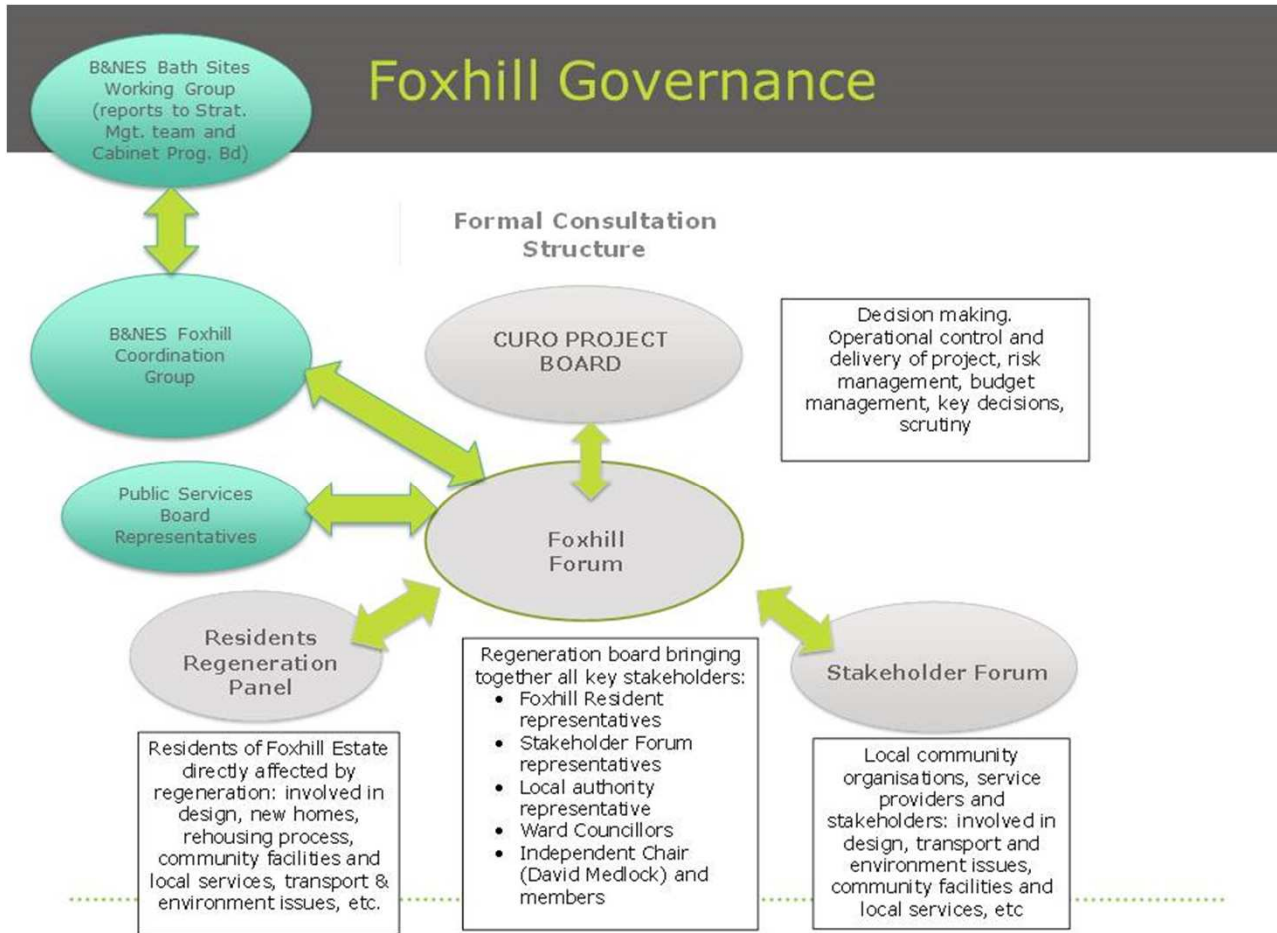 Foxhill Governance
B&NES Bath Sites
Working Group
(reports to Strat.
Mgt. team and
Cabinet Prog. Bd)
Formal Consultation
Structure
B&NES Foxhill
Coordination
Group
CURO PROJECT
BOARD
Decision making.
Operational control and
delivery of project, risk
management, budget
management, key decisions,
scrutiny
Public Services
Board
Representatives
Foxhill
Forum
Residents
Regeneration
Panel
Stakeholder Forum
Residents of Foxhill Estate
directly affected by
regeneration: involved in
design, new homes,
rehousing process,
community facilities and
local services, transport &
environment issues, etc.
Regeneration board bringing
together all key stakeholders:
• Foxhill Resident
representatives
• Stakeholder Forum
representatives
• Local authority
representative
• Ward Councillors
• Independent Chair
(David Medlock) and
members
Local community
organisations, service
providers and
stakeholders: involved in
design, transport and
environment issues,
community facilities and
local services, etc